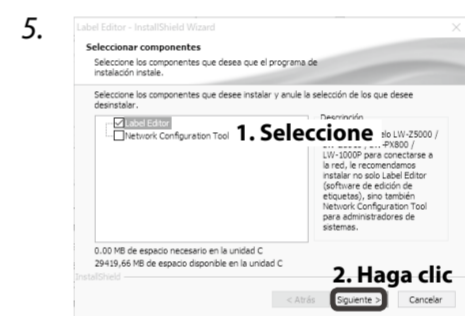 5.
Label Editor - InstallShield Wizard
Seleccionar componentes
Seleccione los componentes que desea que el programa de
instalación instale.
Seleccione los componentes que desee instalar y anule la selección de los que desee
desinstalar.
Label Editor
Network Configuration Tool
1. Seleccione
Descripción
elo LW-Z5000 /
PX800 /
LW-1000P para conectarse a
la red, le recomendamos
instalar no solo Label Editor
(software de edición de
etiquetas), sino también
Network Configuration Tool
para administradores de
sistemas.
0.00 MB de espacio necesario en la unidad C
29419,66 MB de espacio disponible en la unidad C
InstallShield
2. Haga clic
< Atrás
Siguiente >
Cancelar